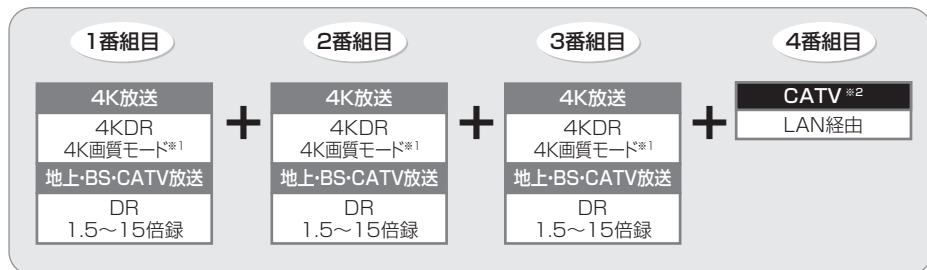 1番組目
4K放送
4KDR
4K画質モード※1
地上・BS・CATV放送
DR
1.5～15倍録
+
2番組目
4K放送
4KDR
4K画質モード※1
地上・BS・CATV放送
DR
1.5～15倍録
+
3番組目
4K放送
4KDR
4K画質モード※1
地上・BS・CATV放送
DR
1.5～15倍録
+
4番組目
CATV※2
LAN経由